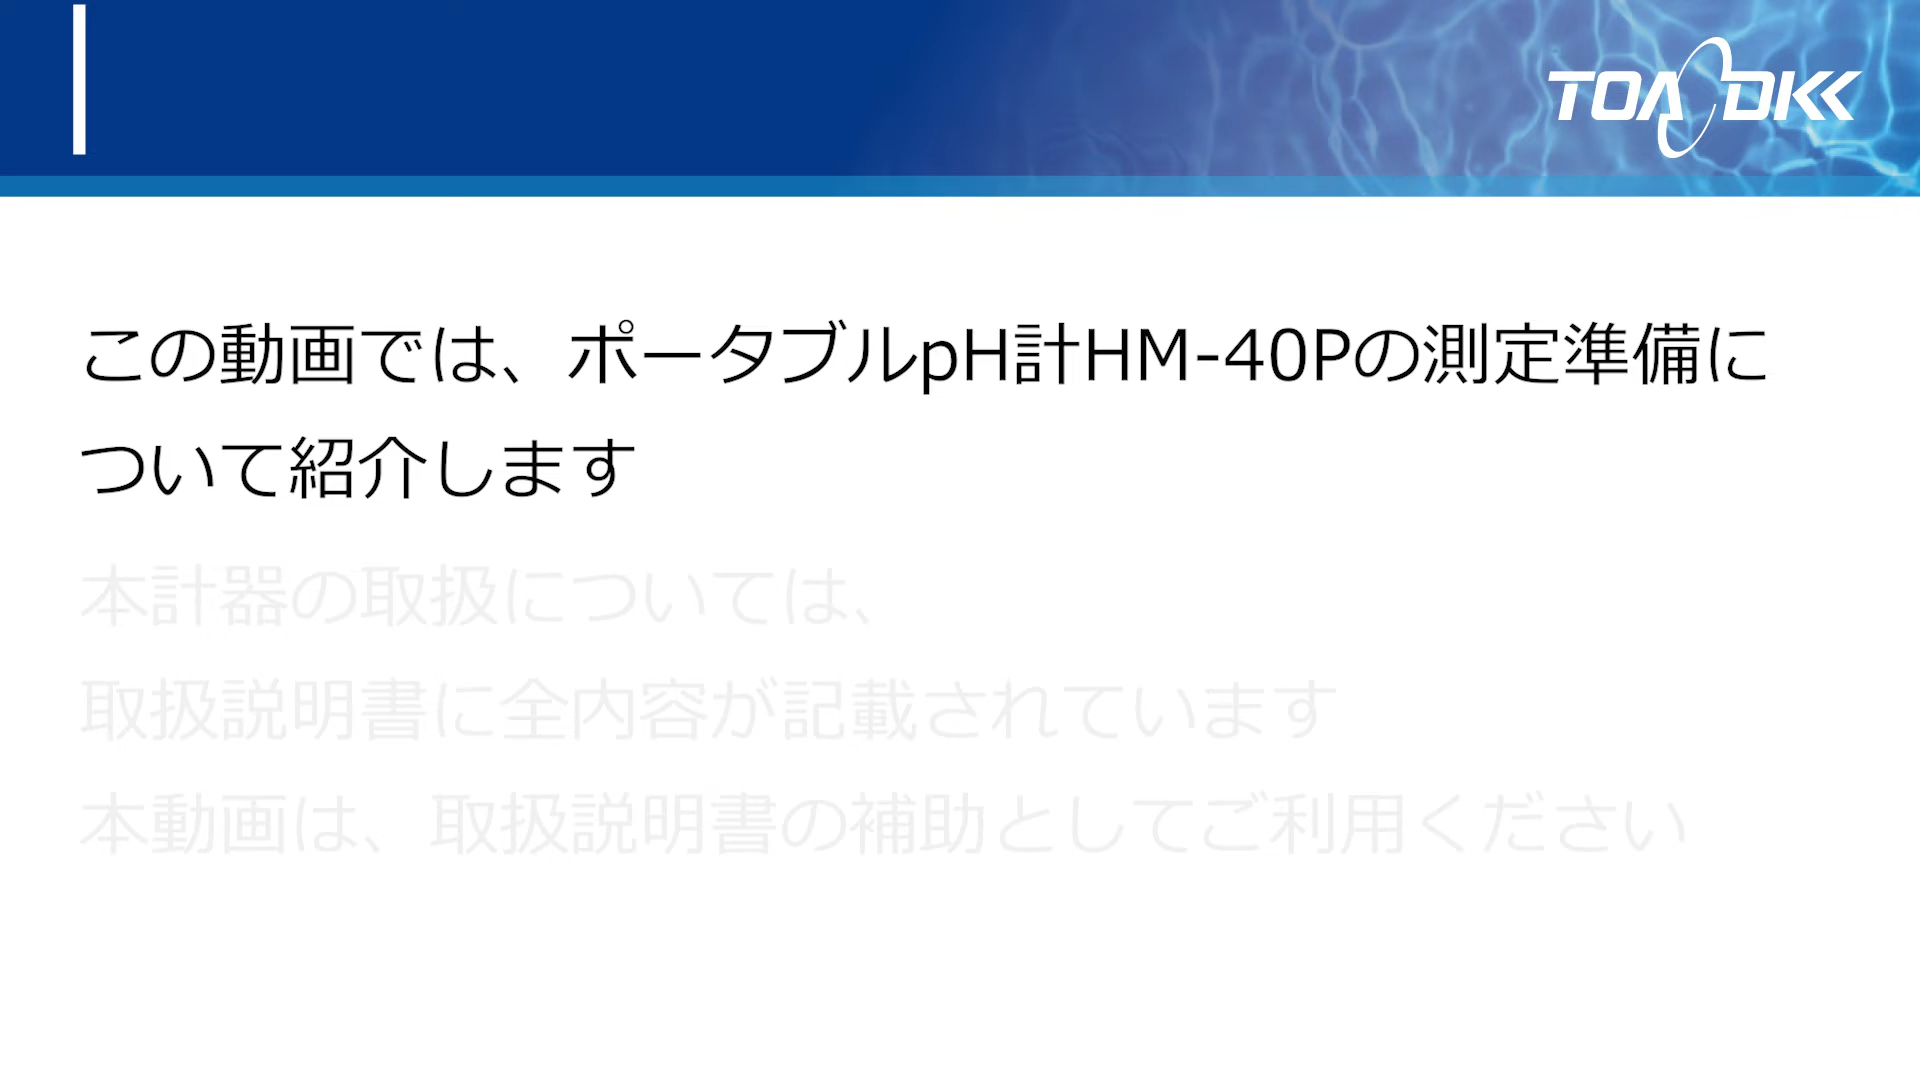 TOADKK
この動画では、ポータブルpH計HM-40Pの測定準備に
ついて紹介します
本計器の取扱については、
取扱説明書に全内容が記載されています
本動画は、取扱説明書の補助としてご利用ください